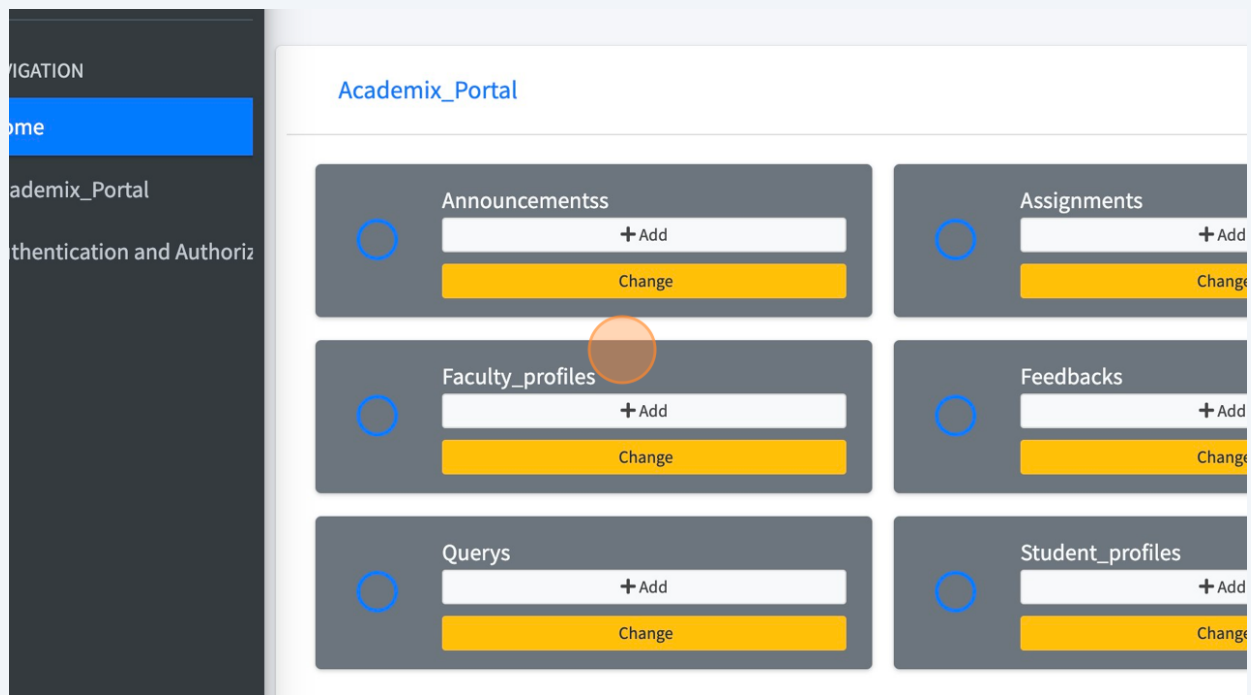 VIGATION
ome
ademix_Portal
thentication and Authoriz
Academix_Portal
Announcementss
+ Add
Change
Assignments
+ Add
Change
Faculty_profiles
+ Add
Change
Feedbacks
+ Add
Change
Querys
+ Add
Change
Student_profiles
+ Add
Change